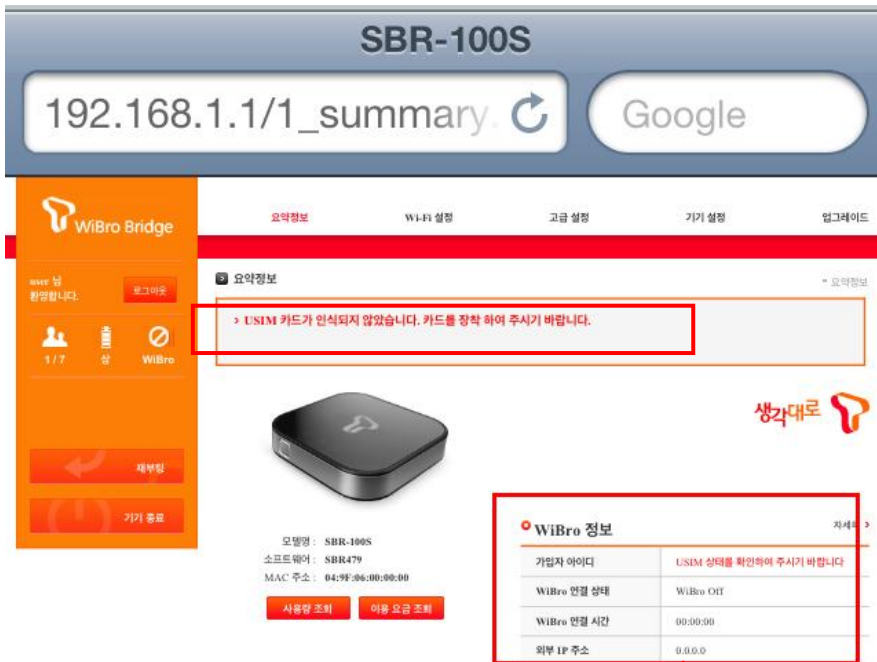 SBR-100S
192.168.1.1/1_summary.
Google
WiBro Bridge
요약정보
Wi-Fi 설정
고급 설정
기기 설정
업그레이드
user 님
환영합니다.
로그아웃
1 / 7
상
WiBro
재부팅
기기 종료
요약정보
요약정보
› USIM 카드가 인식되지 않았습니다. 카드를 장착 하여 주시기 바랍니다.
생각대로
모델명 : SBR-100S
소프트웨어 : SBR479
MAC 주소 : 04:9F:06:00:00:00
사용량 조회
이용 요금 조회
WiBro 정보
자세히 ›
가입자 아이디 USIM 상태를 확인하여 주시기 바랍니다
WiBro 연결 상태 WiBro Off
WiBro 연결 시간 00:00:00
외부 IP 주소 0.0.0.0